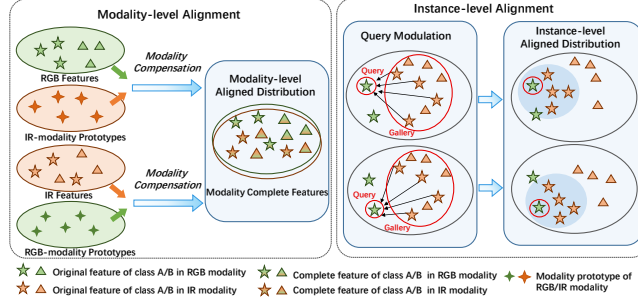 Modality-level Alignment
RGB Features
Modality
Compensation
IR-modality Prototypes
IR Features
Modality
Compensation
RGB-modality Prototypes
Modality-level
Aligned Distribution
Modality Complete Features
Instance-level Alignment
Query Modulation
Query
Gallery
Query
Gallery
Instance-level
Aligned Distribution
Original feature of class A/B in RGB modality
Complete feature of class A/B in RGB modality
Modality prototype of
RGB/IR modality
Original feature of class A/B in IR modality
Complete feature of class A/B in IR modality